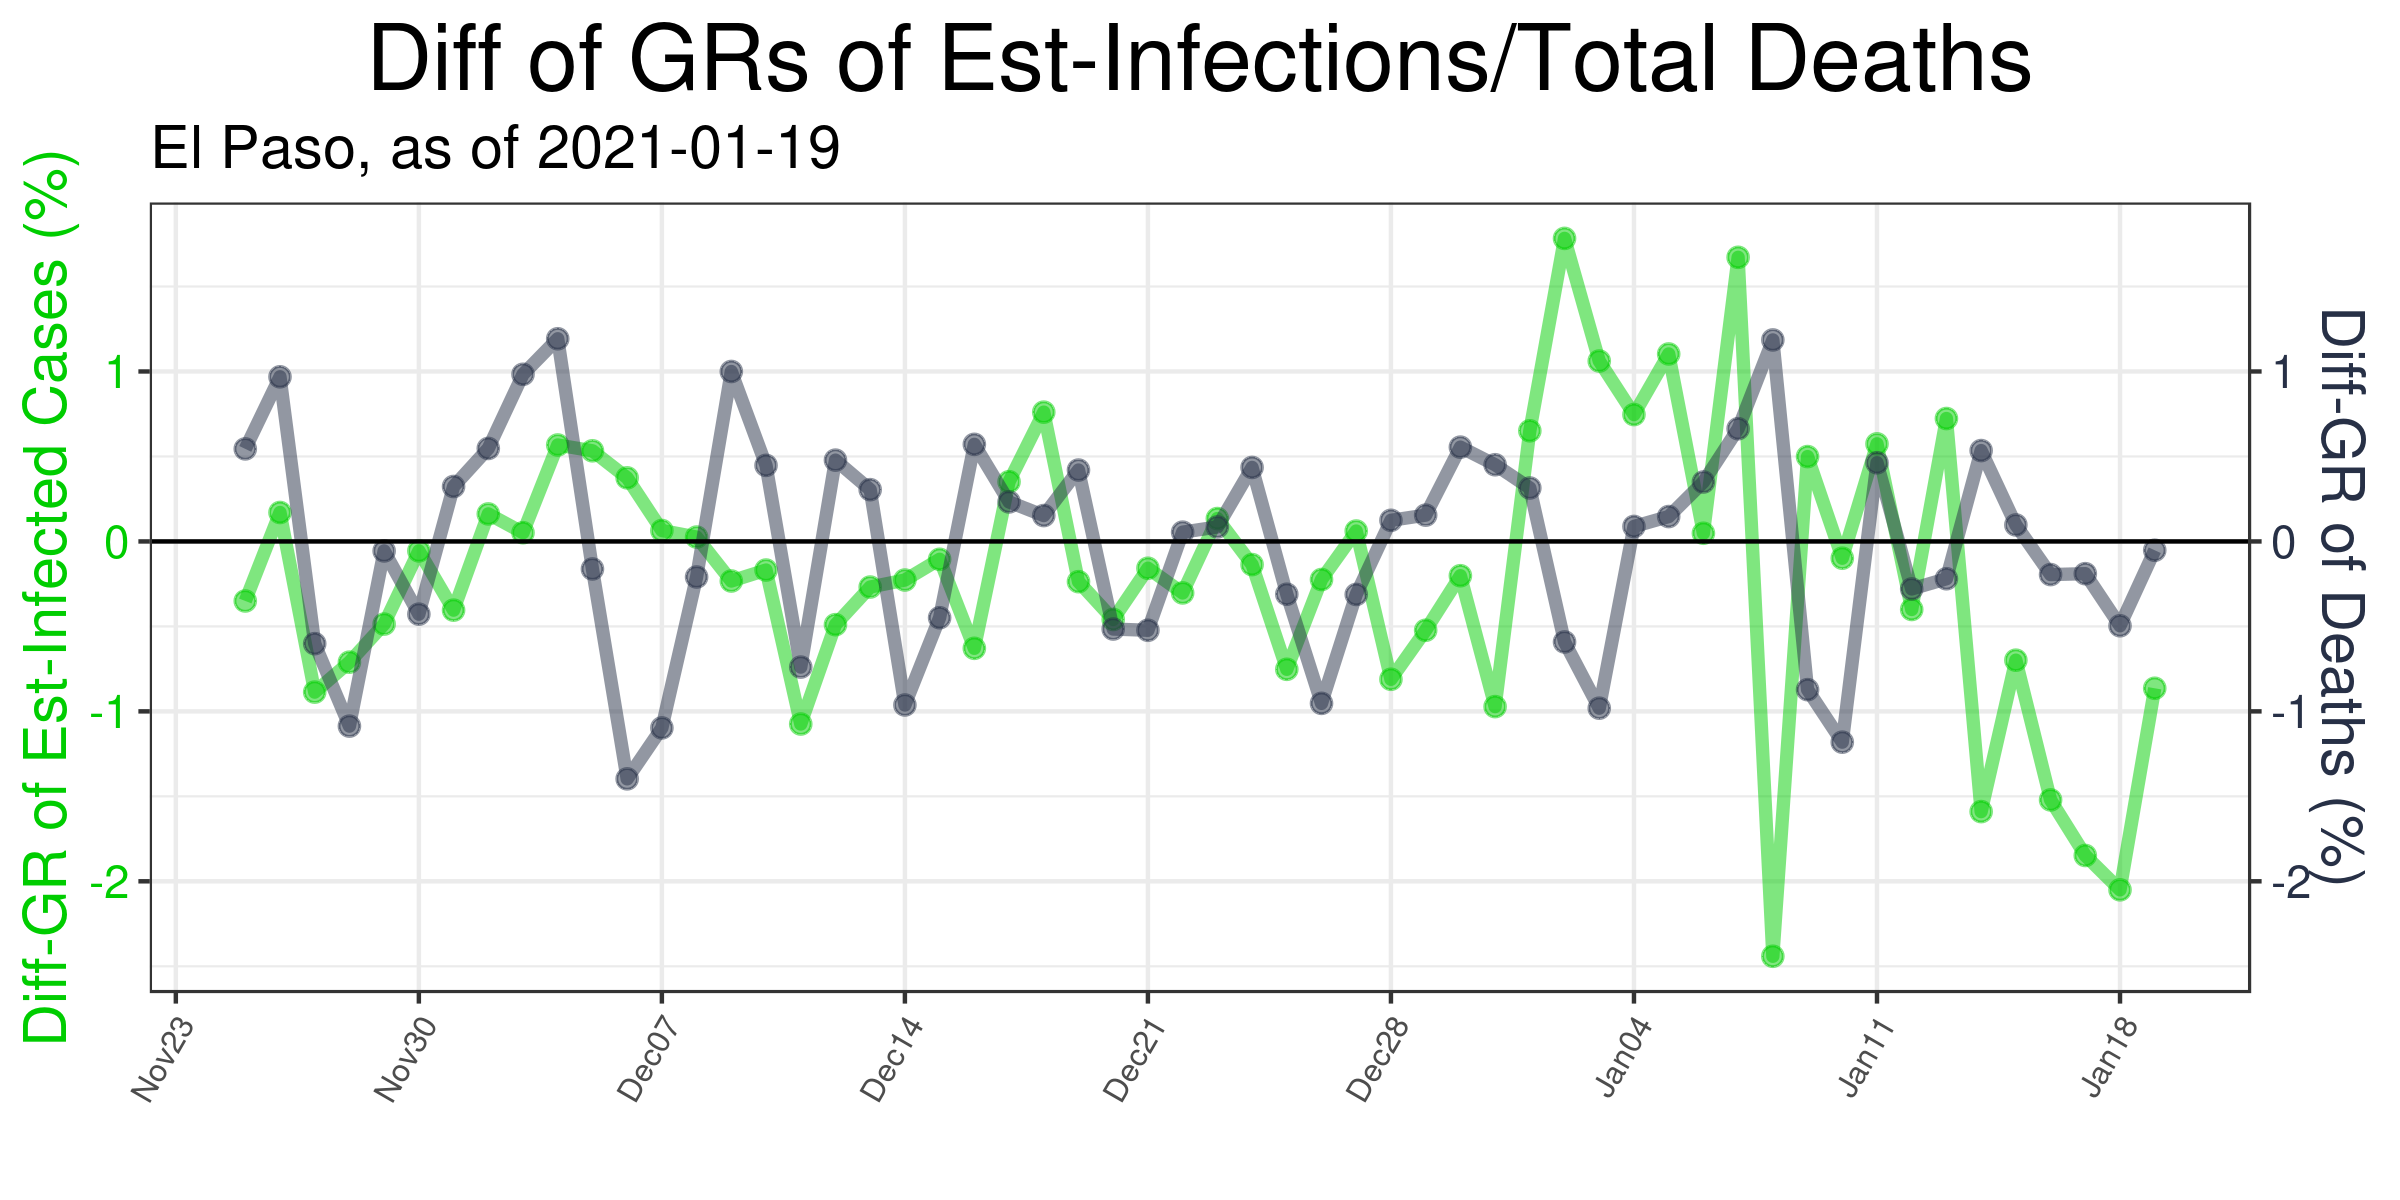 Diff of GRs of Est-Infections/Total Deaths
El Paso, as of 2021-01-19
Diff-GR of Est-Infected Cases (%)
1
0
-1
-2
1
0
-1
-2
Diff-GR of Deaths (%)
Nov23
Nov30
Dec07
Dec14
Dec21
Dec28
Jan04
Jan11
Jan18